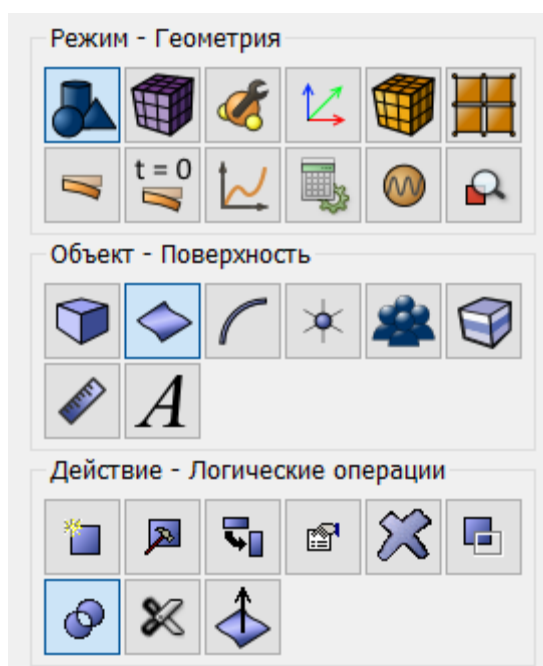 Режим - Геометрия
t = 0
Объект - Поверхность
A
Действие - Логические операции